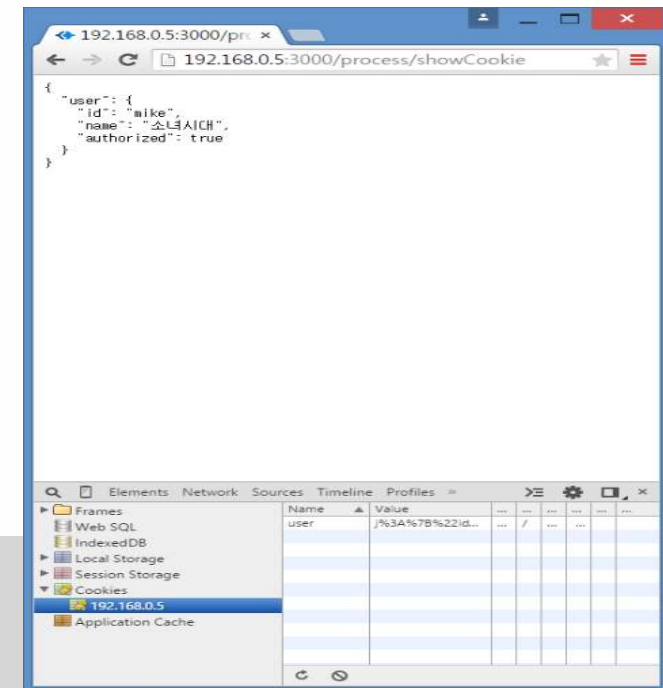 192.168.0.5:3000/pro
192.168.0.5:3000/process/showCookie
{
"user": {
"id": "mike",
"name": "소녀시대",
"authorized": true
}
}
Elements Network Sources Timeline Profiles »
Frames
Web SQL
IndexedDB
Local Storage
Session Storage
Cookies
192.168.0.5
Application Cache
Name Value ... ... ... ... ... ...
user j%3A%7B%22id... ... / ... ...